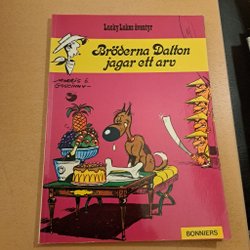 Lucky Lukes äventyr
Bröderna Dalton
jagar ett arv
MORRIS &
GOSCINNY
BONNIERS